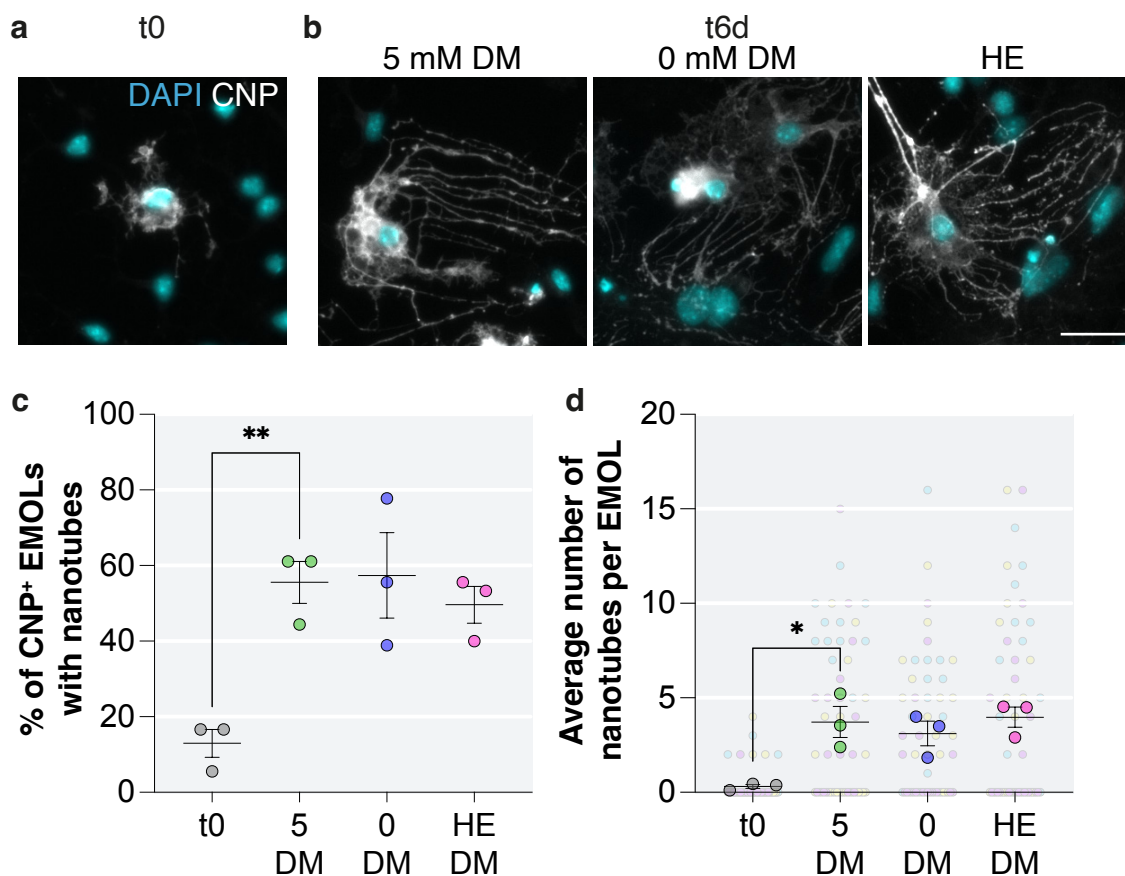 a
t0
b
t6d
5 mM DM
0 mM DM
HE
DAPI CNP
c
% of CNP⁺ EMOLs
with nanotubes
100
80
60
40
20
0
**
t0
5
DM
0
DM
HE
DM
d
Average number of
nanotubes per EMOL
20
15
10
5
0
*
t0
5
DM
0
DM
HE
DM